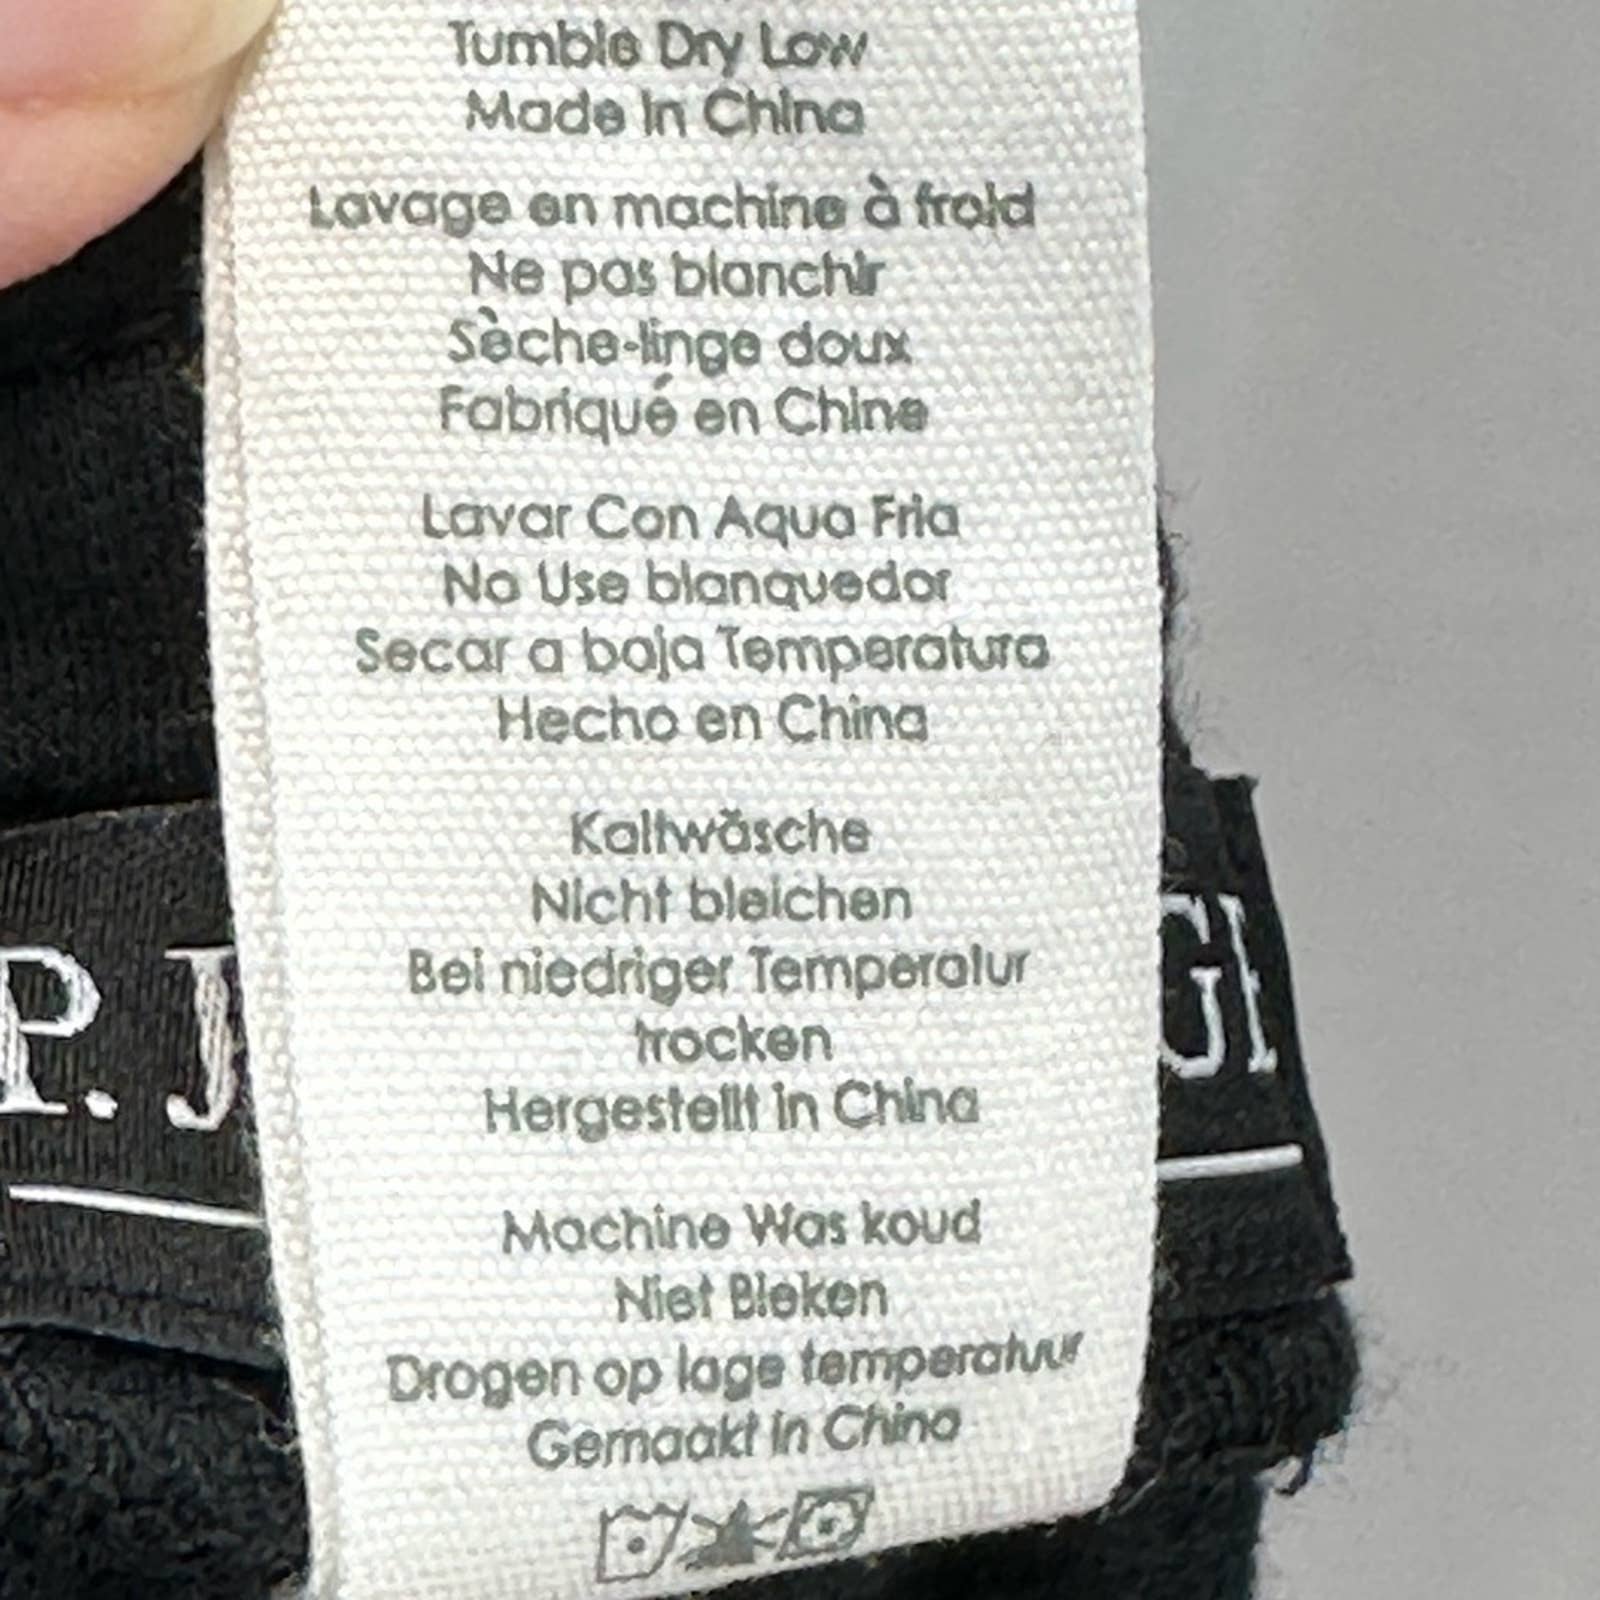 Tumble Dry Low
Made in China
Lavage en machine à froid
Ne pas blanchir
Sèche-linge doux
Fabriqué en Chine
Lavar Con Aqua Fria
No Use blanquedor
Secar a baja Temperatura
Hecho en China
Kaltwäsche
Nicht bleichen
Bei niedriger Temperatur
trocken
Hergestellt in China
Machine Was koud
Niet Bleken
Drogen op lage temperatuur
Gemaakt in China
P. J
GI